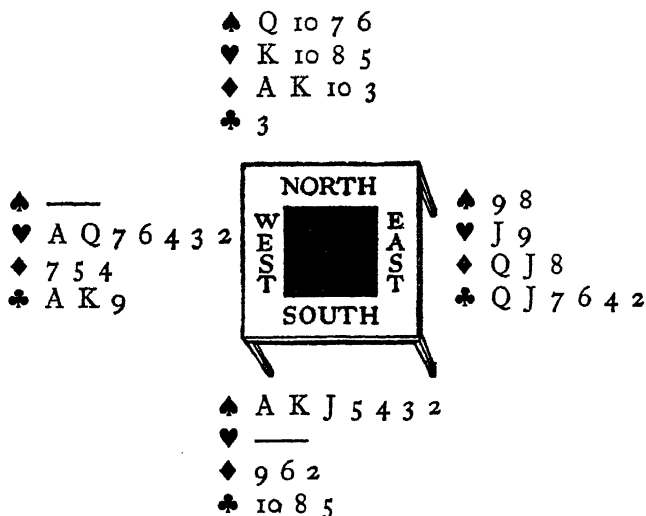 ♠ Q 10 7 6
♥ K 10 8 5
♦ A K 10 3
♣ 3
NORTH
♠ —
♥ A Q 7 6 4 3 2
♦ 7 5 4
♣ A K 9
WEST
EAST
♠ 9 8
♥ J 9
♦ Q J 8
♣ Q J 7 6 4 2
SOUTH
♠ A K J 5 4 3 2
♥ —
♦ 9 6 2
♣ 10 8 5